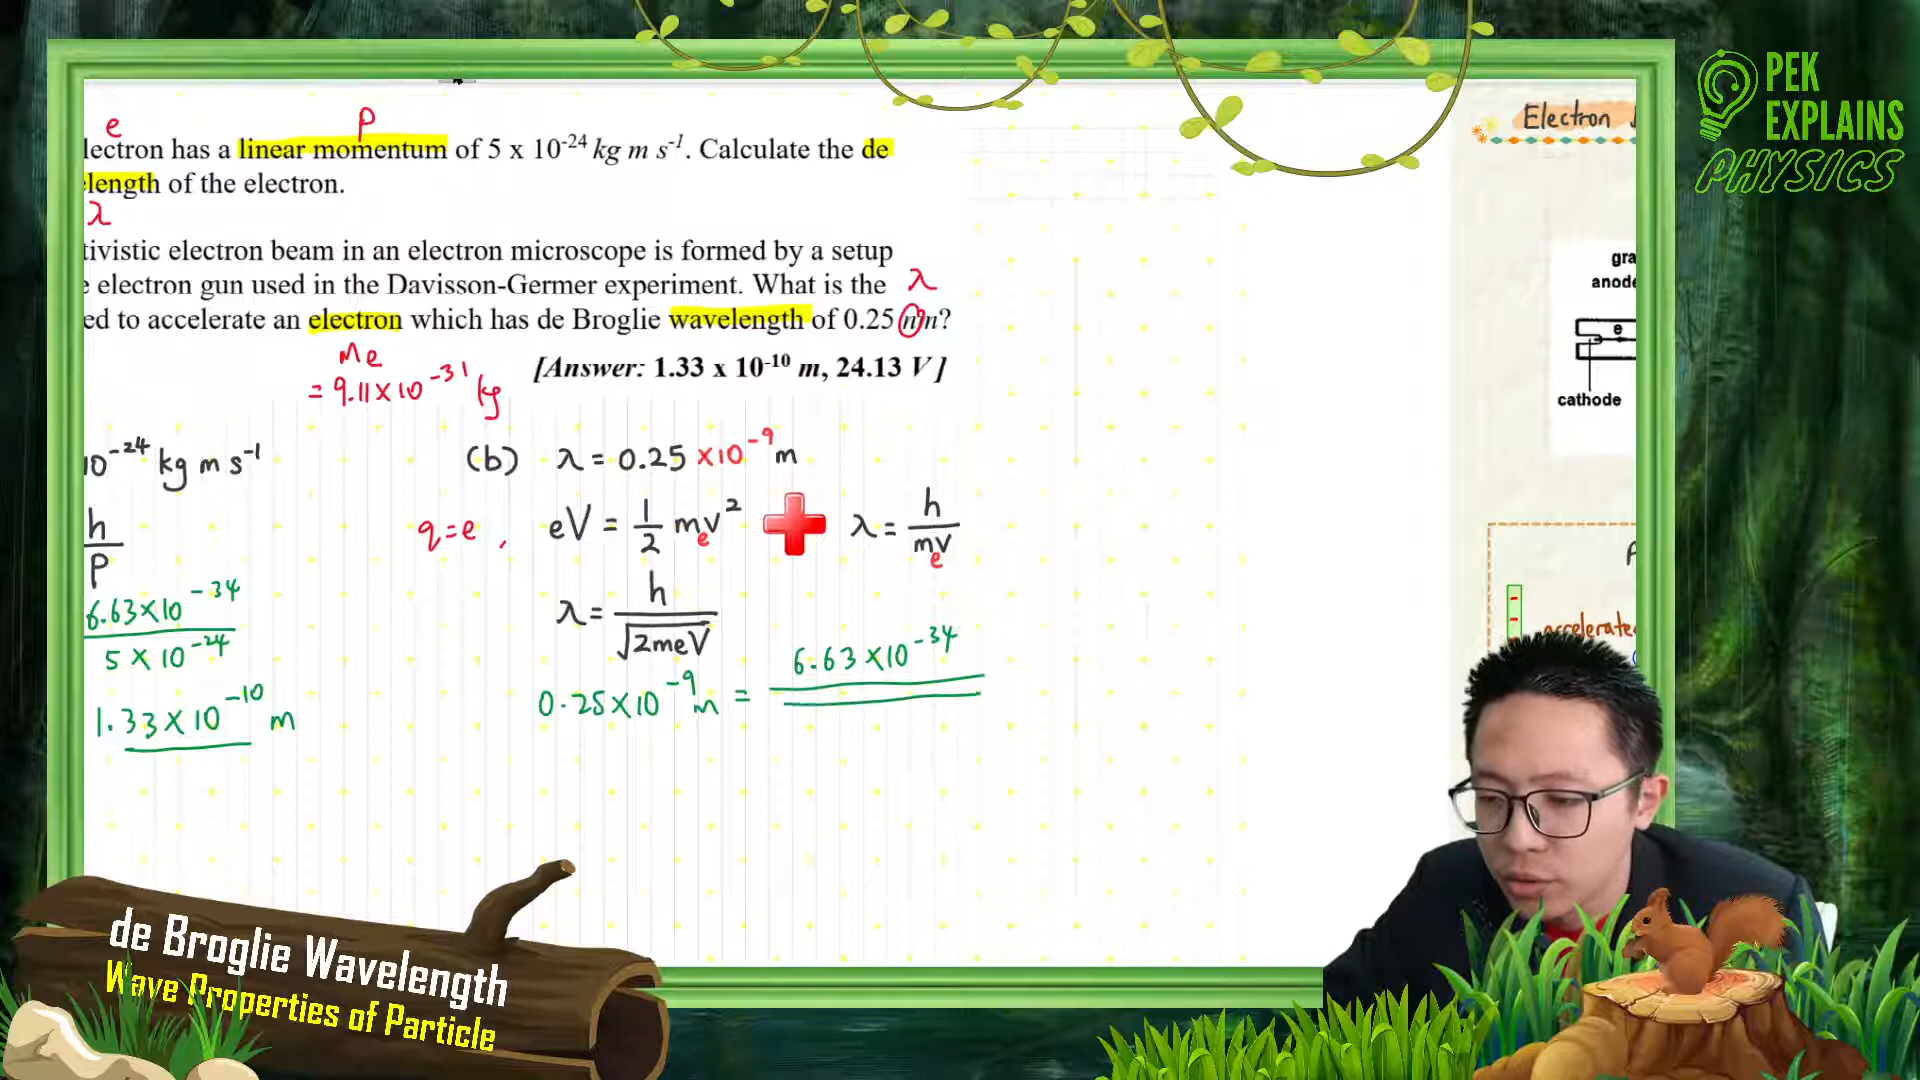 PEK
EXPLAINS
PHYSICS
e
p
lectron has a linear momentum of 5 x 10⁻²⁴ kg m s⁻¹. Calculate the de
length of the electron.
λ
tivistic electron beam in an electron microscope is formed by a setup
e electron gun used in the Davisson-Germer experiment. What is the
λ
ed to accelerate an electron which has de Broglie wavelength of 0.25 nm?
me
= 9.11×10⁻³¹ kg
[Answer: 1.33 x 10⁻¹⁰ m, 24.13 V]
10⁻²⁴ kg m s⁻¹
h
P
6.63×10⁻³⁴
5 × 10⁻²⁴
1.33×10⁻¹⁰ m
(b) λ = 0.25 ×10⁻⁹ m
q=e, eV = 1/2 mev² λ = h/mev
λ = h/√2meV
0.25×10⁻⁹ m = 6.63×10⁻³⁴
Electron
gra
anode
e
cathode
accelerate
de Broglie Wavelength
Wave Properties of Particle